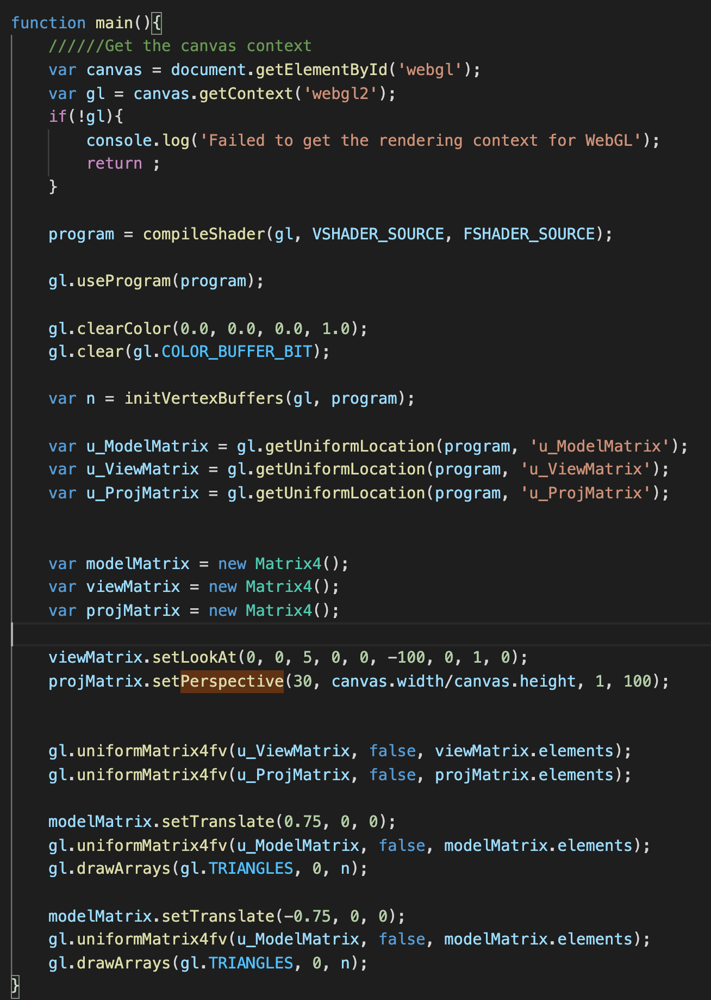 function main(){
    //////Get the canvas context
    var canvas = document.getElementById('webgl');
    var gl = canvas.getContext('webgl2');
    if(!gl){
        console.log('Failed to get the rendering context for WebGL');
        return ;
    }
    program = compileShader(gl, VSHADER_SOURCE, FSHADER_SOURCE);
    gl.useProgram(program);
    gl.clearColor(0.0, 0.0, 0.0, 1.0);
    gl.clear(gl.COLOR_BUFFER_BIT);
    var n = initVertexBuffers(gl, program);
    var u_ModelMatrix = gl.getUniformLocation(program, 'u_ModelMatrix');
    var u_ViewMatrix = gl.getUniformLocation(program, 'u_ViewMatrix');
    var u_ProjMatrix = gl.getUniformLocation(program, 'u_ProjMatrix');
    var modelMatrix = new Matrix4();
    var viewMatrix = new Matrix4();
    var projMatrix = new Matrix4();
    viewMatrix.setLookAt(0, 0, 5, 0, 0, -100, 0, 1, 0);
    projMatrix.setPerspective(30, canvas.width/canvas.height, 1, 100);
    gl.uniformMatrix4fv(u_ViewMatrix, false, viewMatrix.elements);
    gl.uniformMatrix4fv(u_ProjMatrix, false, projMatrix.elements);
    modelMatrix.setTranslate(0.75, 0, 0);
    gl.uniformMatrix4fv(u_ModelMatrix, false, modelMatrix.elements);
    gl.drawArrays(gl.TRIANGLES, 0, n);
    modelMatrix.setTranslate(-0.75, 0, 0);
    gl.uniformMatrix4fv(u_ModelMatrix, false, modelMatrix.elements);
    gl.drawArrays(gl.TRIANGLES, 0, n);
}